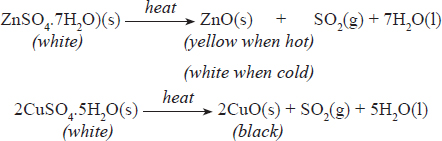 heat
ZnSO₄.7H₂O)(s) → ZnO(s) + SO₂(g) + 7H₂O(l)
(white) (yellow when hot)
(white when cold)
heat
2CuSO₄.5H₂O(s) → 2CuO(s) + SO₂(g) + 5H₂O(l)
(white) (black)